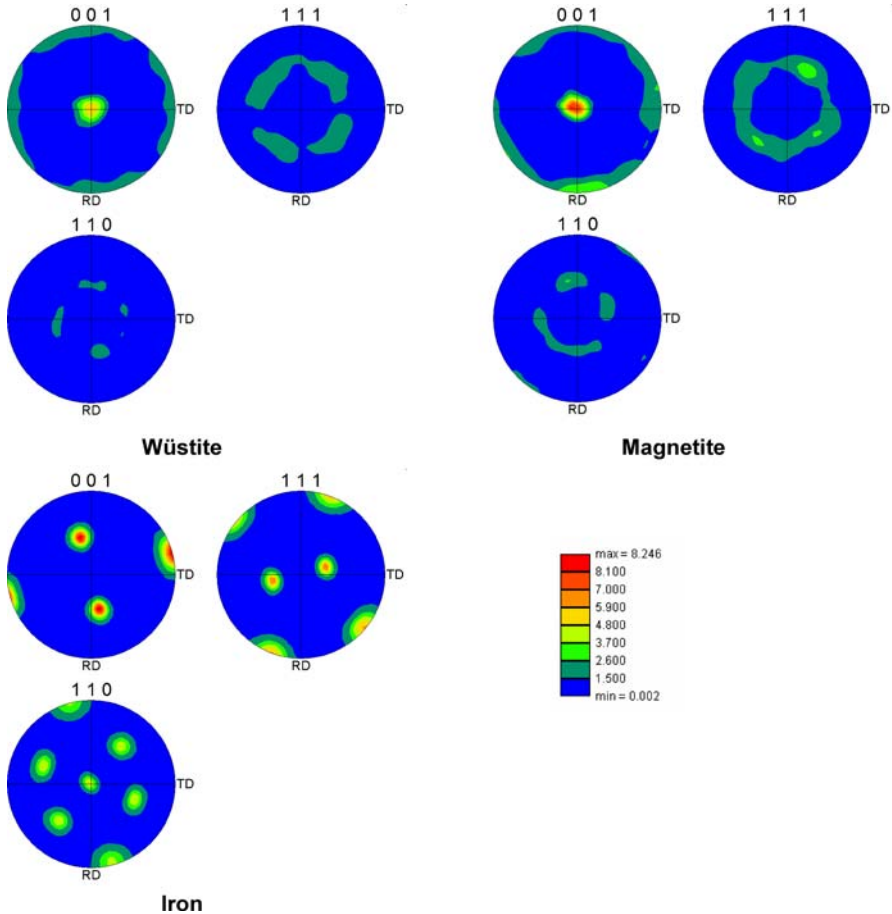 0 0 1
1 1 1
TD
TD
RD
RD
1 1 0
TD
RD
Wüstite
0 0 1
1 1 1
TD
TD
RD
RD
1 1 0
TD
RD
Magnetite
0 0 1
1 1 1
TD
TD
RD
RD
1 1 0
TD
RD
Iron
max = 8.246
8.100
7.000
5.900
4.800
3.700
2.600
1.500
min = 0.002